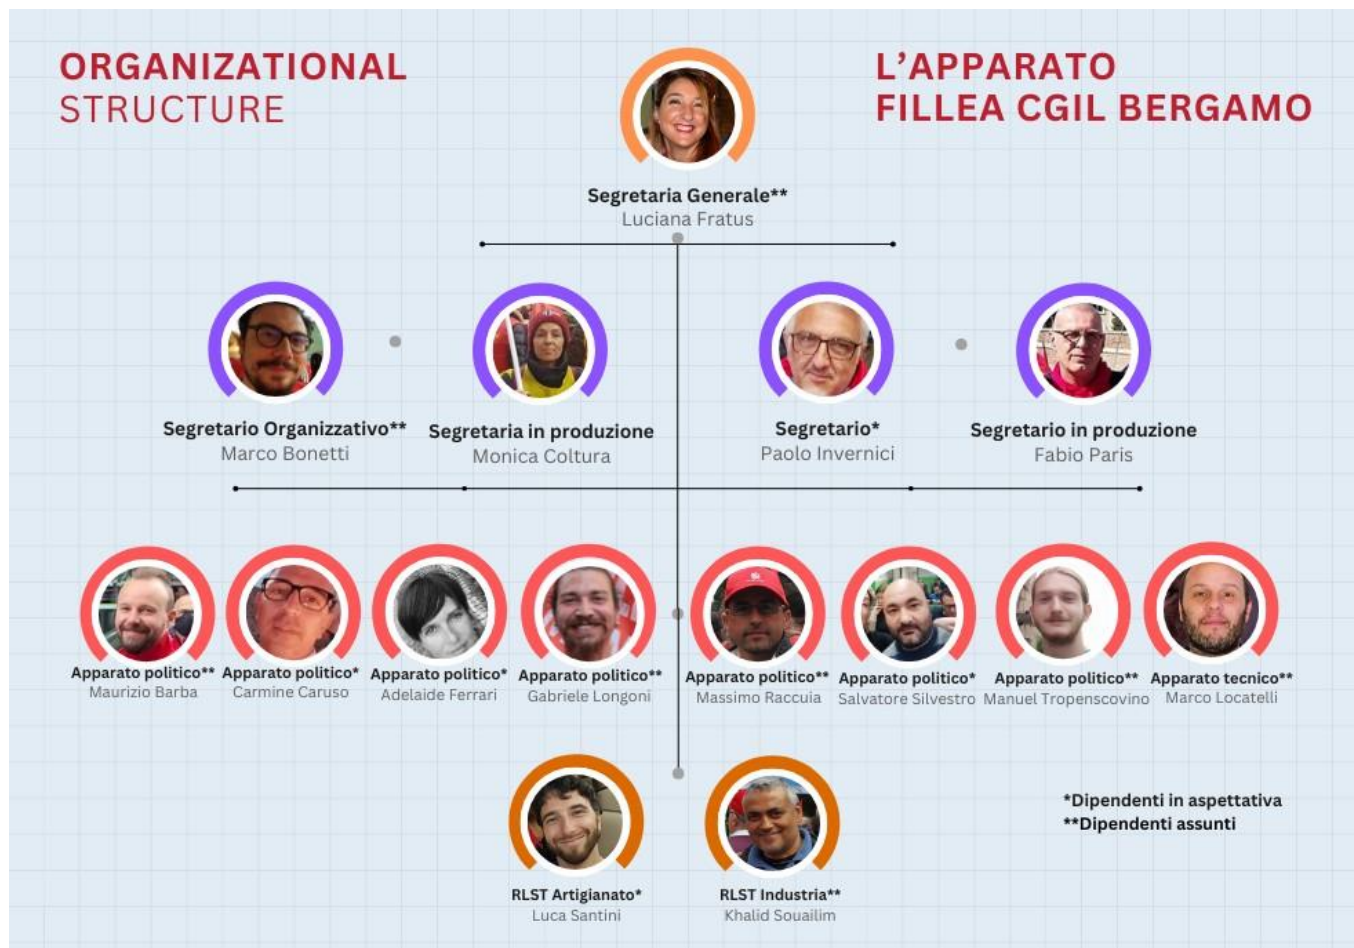 ORGANIZATIONAL
STRUCTURE
L’APPARATO
FILLEA CGIL BERGAMO
Segretaria Generale**
Luciana Fratus
Segretario Organizzativo**
Marco Bonetti
Segretaria in produzione
Monica Coltura
Segretario*
Paolo Invernici
Segretario in produzione
Fabio Paris
Apparato politico**
Maurizio Barba
Apparato politico*
Carmine Caruso
Apparato politico*
Adelaide Ferrari
Apparato politico**
Gabriele Longoni
Apparato politico**
Massimo Raccuia
Apparato politico*
Salvatore Silvestro
Apparato politico**
Manuel Tropenscovino
Apparato tecnico**
Marco Locatelli
RLST Artigianato*
Luca Santini
RLST Industria**
Khalid Souailim
*Dipendenti in aspettativa
**Dipendenti assunti